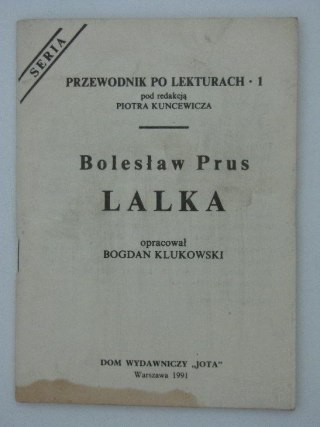 SERIA
PRZEWODNIK PO LEKTURACH · 1
pod redakcją
PIOTRA KUNCEWICZA
Bolesław Prus
LALKA
opracował
BOGDAN KLUKOWSKI
DOM WYDAWNICZY „JOTA”
Warszawa 1991